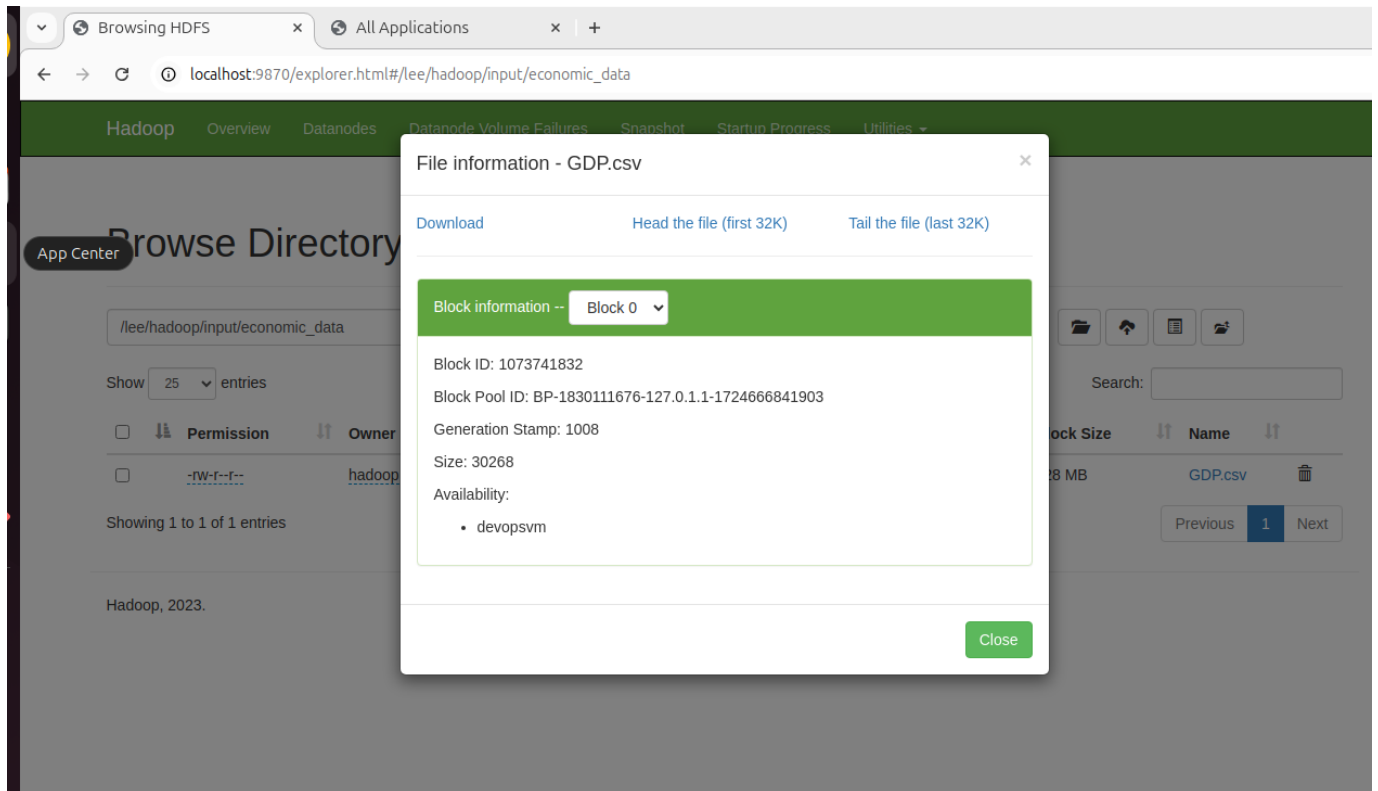 Browsing HDFS
All Applications
localhost:9870/explorer.html#/lee/hadoop/input/economic_data
Hadoop Overview Datanodes Datanode Volume Failures Snapshot Startup Progress Utilities
File information - GDP.csv
Download Head the file (first 32K) Tail the file (last 32K)
Browse Directory
App Center
Block information -- Block 0
/lee/hadoop/input/economic_data
Block ID: 1073741832
Block Pool ID: BP-1830111676-127.0.1.1-1724666841903
Generation Stamp: 1008
Size: 30268
Availability:
devopsvm
Show 25 entries
Search:
Permission Owner ock Size Name
-rw-r--r-- hadoop 28 MB GDP.csv
Showing 1 to 1 of 1 entries
Previous 1 Next
Hadoop, 2023.
Close